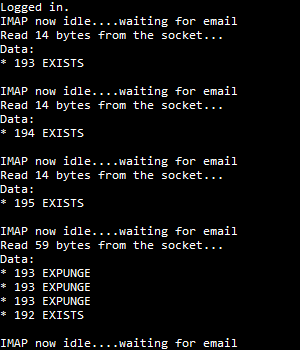 Logged in.
IMAP now idle....waiting for email
Read 14 bytes from the socket...
Data:
* 193 EXISTS
IMAP now idle....waiting for email
Read 14 bytes from the socket...
Data:
* 194 EXISTS
IMAP now idle....waiting for email
Read 14 bytes from the socket...
Data:
* 195 EXISTS
IMAP now idle....waiting for email
Read 59 bytes from the socket...
Data:
* 193 EXPUNGE
* 193 EXPUNGE
* 193 EXPUNGE
* 192 EXISTS
IMAP now idle....waiting for email